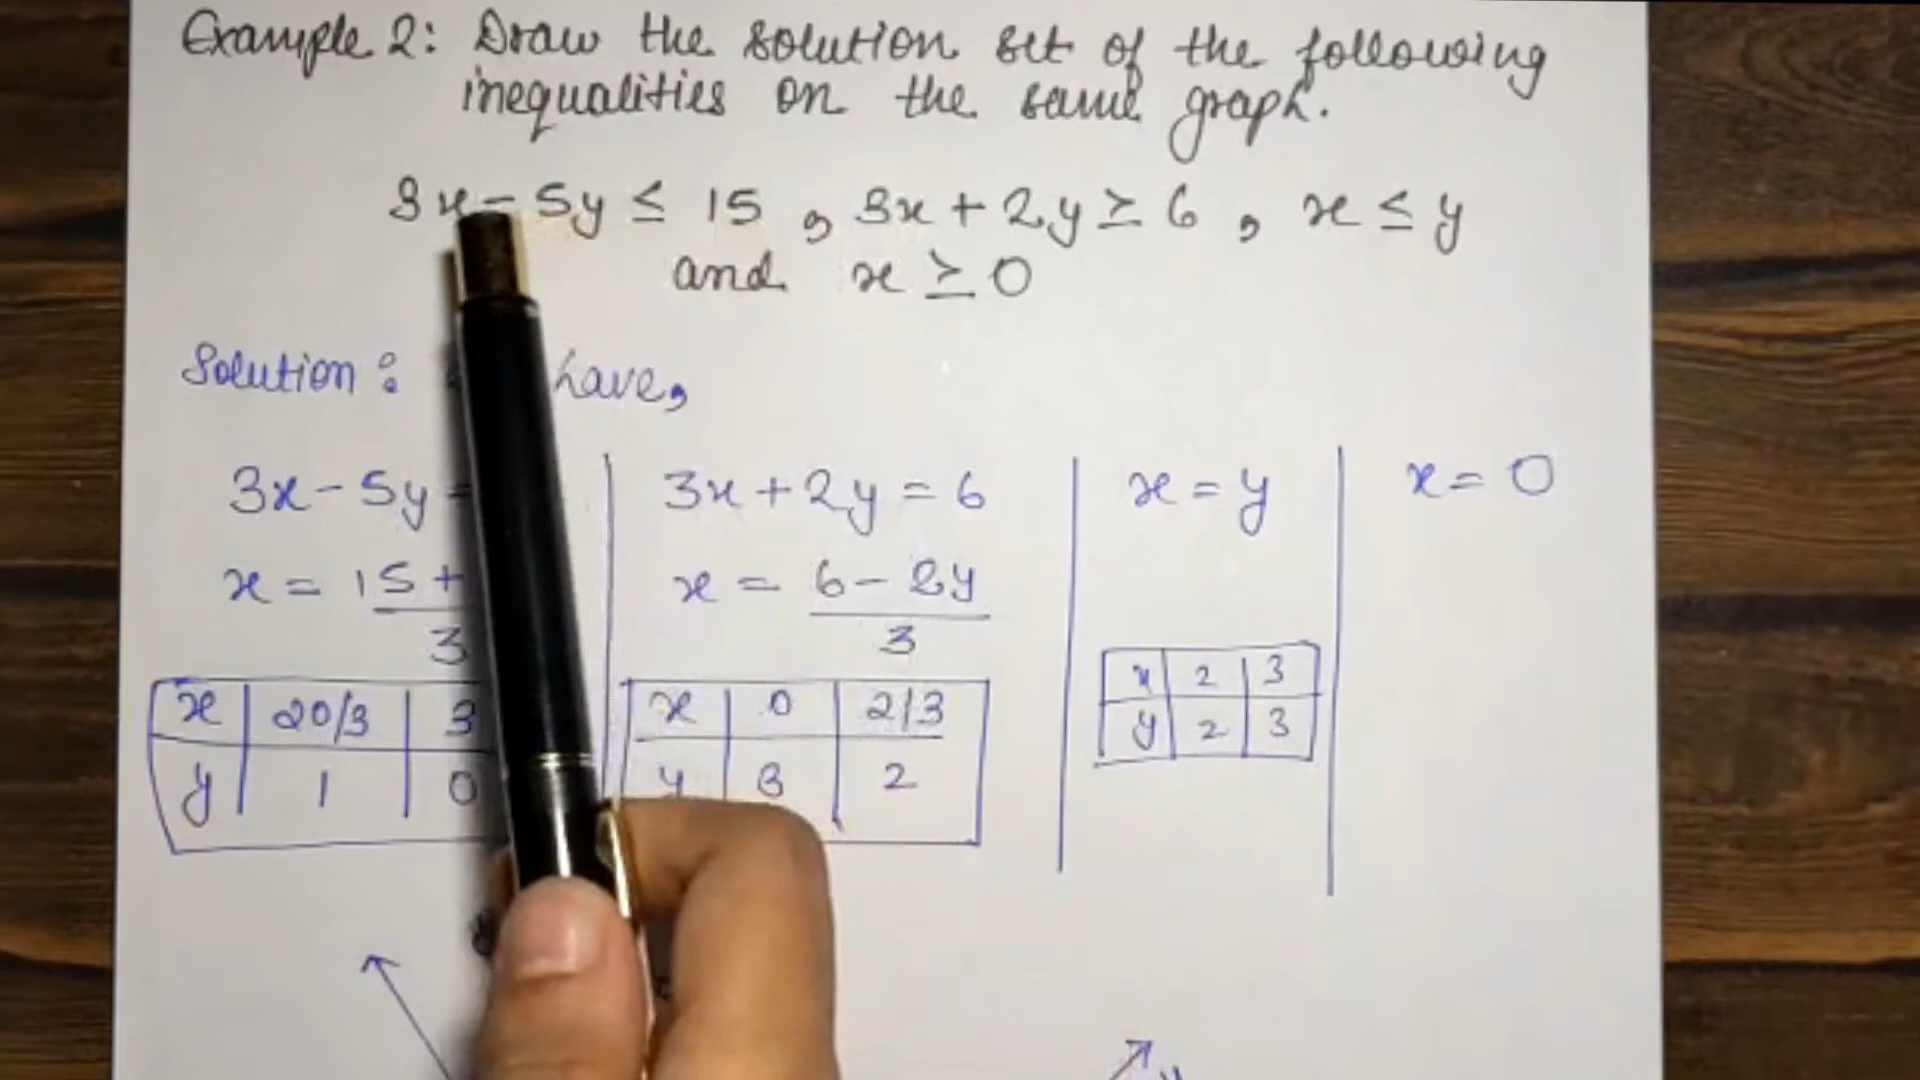 Example 2: Draw the solution set of the following
inequalities on the same graph.
3x - 5y ≤ 15 , 3x + 2y ≥ 6 , x ≤ y
and x ≥ 0
Solution : have,
3x - 5y =
x = 15 +
3
x 20/3 3
y 1 0
3x + 2y = 6
x = 6 - 2y
3
x 0 2/3
y 3 2
x = y
x 2 3
y 2 3
x = 0